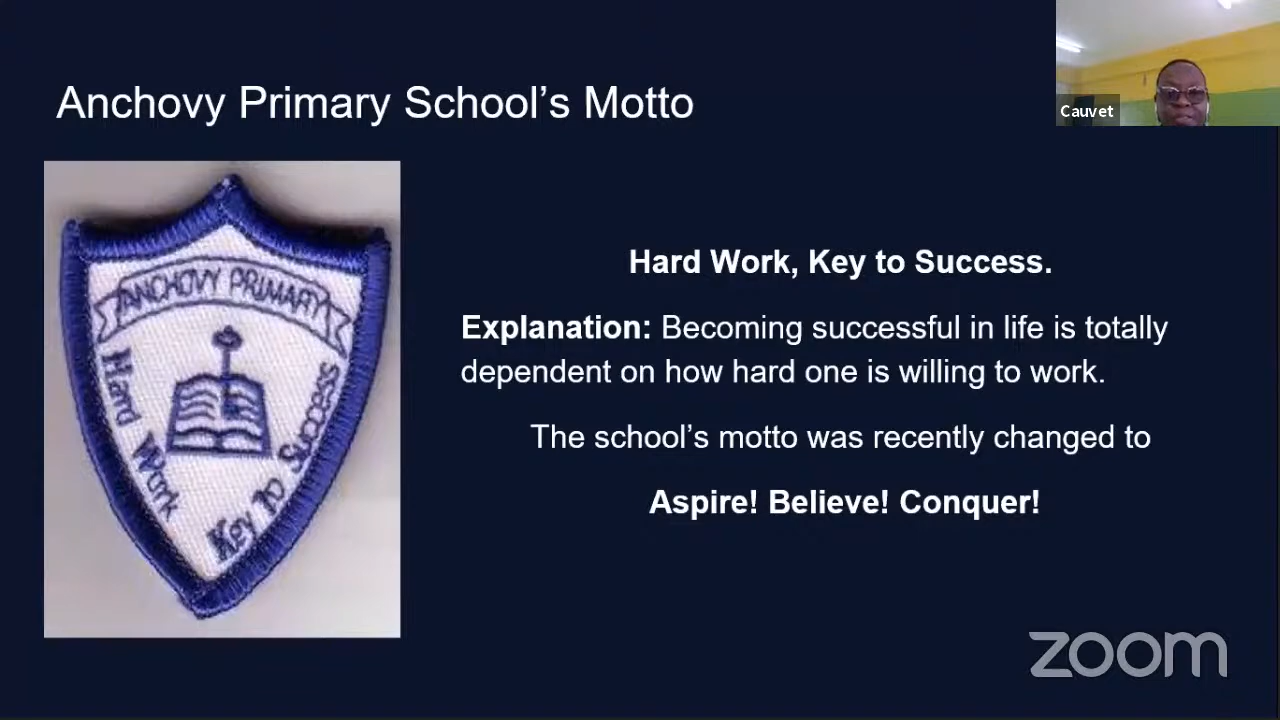 Anchovy Primary School's Motto
Cauvet
ANCHOVY PRIMARY
Hard Work
Key to Success
Hard Work, Key to Success.
Explanation: Becoming successful in life is totally
dependent on how hard one is willing to work.
The school's motto was recently changed to
Aspire! Believe! Conquer!
zoom